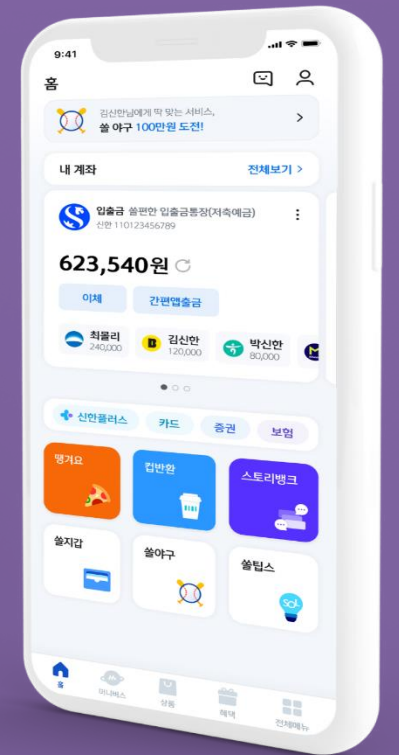 9:41
홈
김신한님에게 딱 맞는 서비스,
쏠 야구 100만원 도전!
내 계좌
전체보기
입출금 쏠편한 입출금통장(저축예금)
신한 110123456789
623,540원
이체
간편앱출금
최몰리
240,000
김신한
120,000
박신한
80,000
신한플러스
카드
증권
보험
땡겨요
컵반환
스토리뱅크
쏠지갑
쏠야구
쏠팁스
sol
홈
유니버스
상품
혜택
전체메뉴